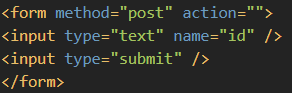 <form method="post" action="">
<input type="text" name="id" />
<input type="submit" />
</form>